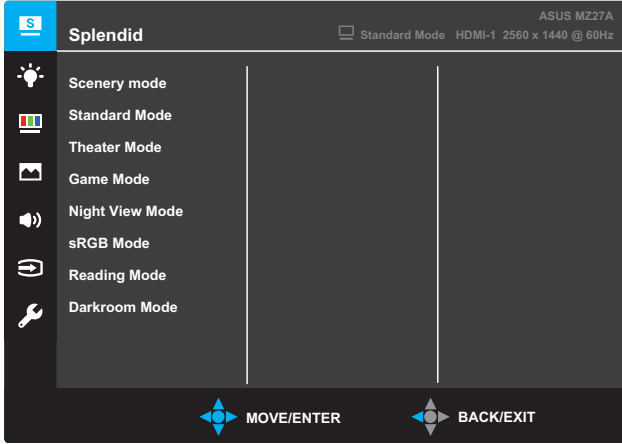 S
ASUS MZ27A
Splendid
Standard Mode HDMI-1 2560 x 1440 @ 60Hz
Scenery mode
Standard Mode
Theater Mode
Game Mode
Night View Mode
sRGB Mode
Reading Mode
Darkroom Mode
MOVE/ENTER BACK/EXIT